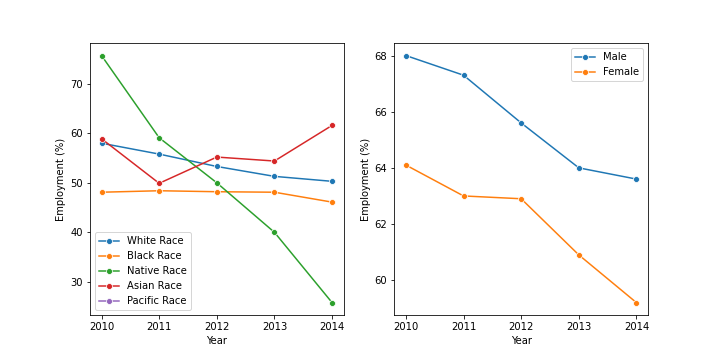 Employment (%)
70
60
50
40
30
White Race
Black Race
Native Race
Asian Race
Pacific Race
2010 2011 2012 2013 2014
Year
Employment (%)
68
66
64
62
60
Male
Female
2010 2011 2012 2013 2014
Year